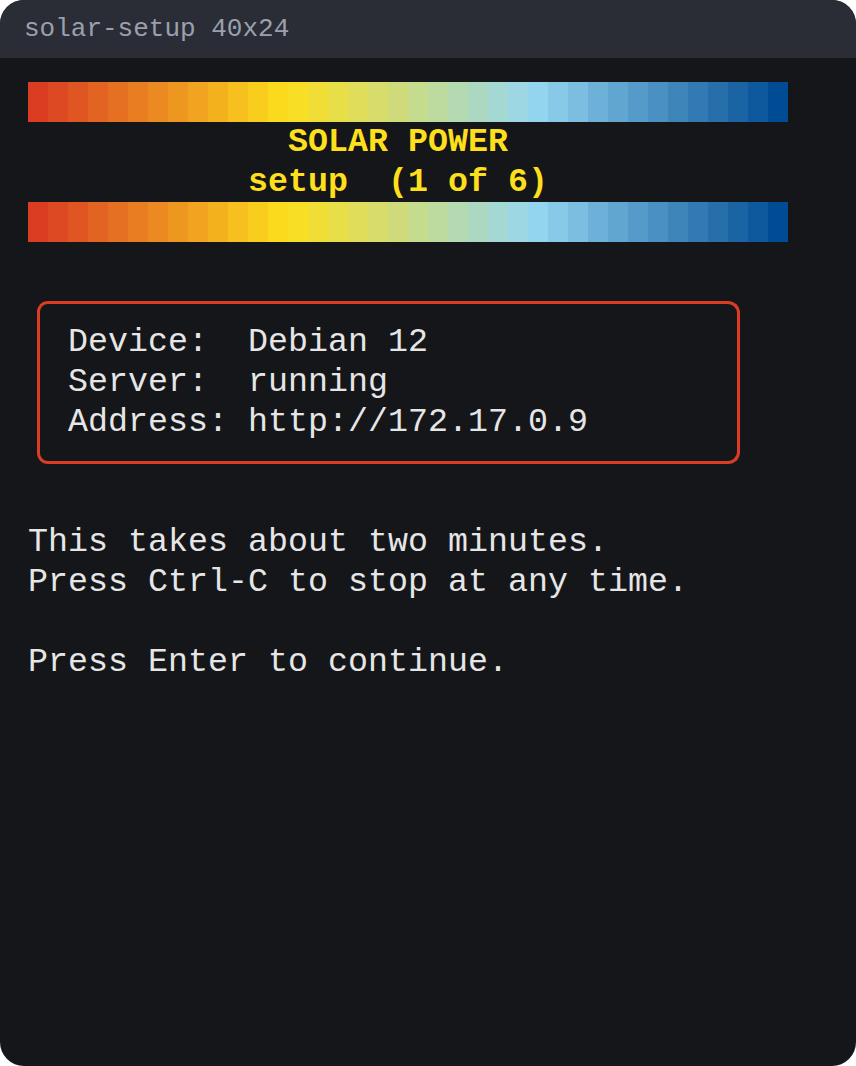 solar-setup 40x24
SOLAR POWER
setup  (1 of 6)
Device:  Debian 12
Server:  running
Address: http://172.17.0.9
This takes about two minutes.
Press Ctrl-C to stop at any time.
Press Enter to continue.